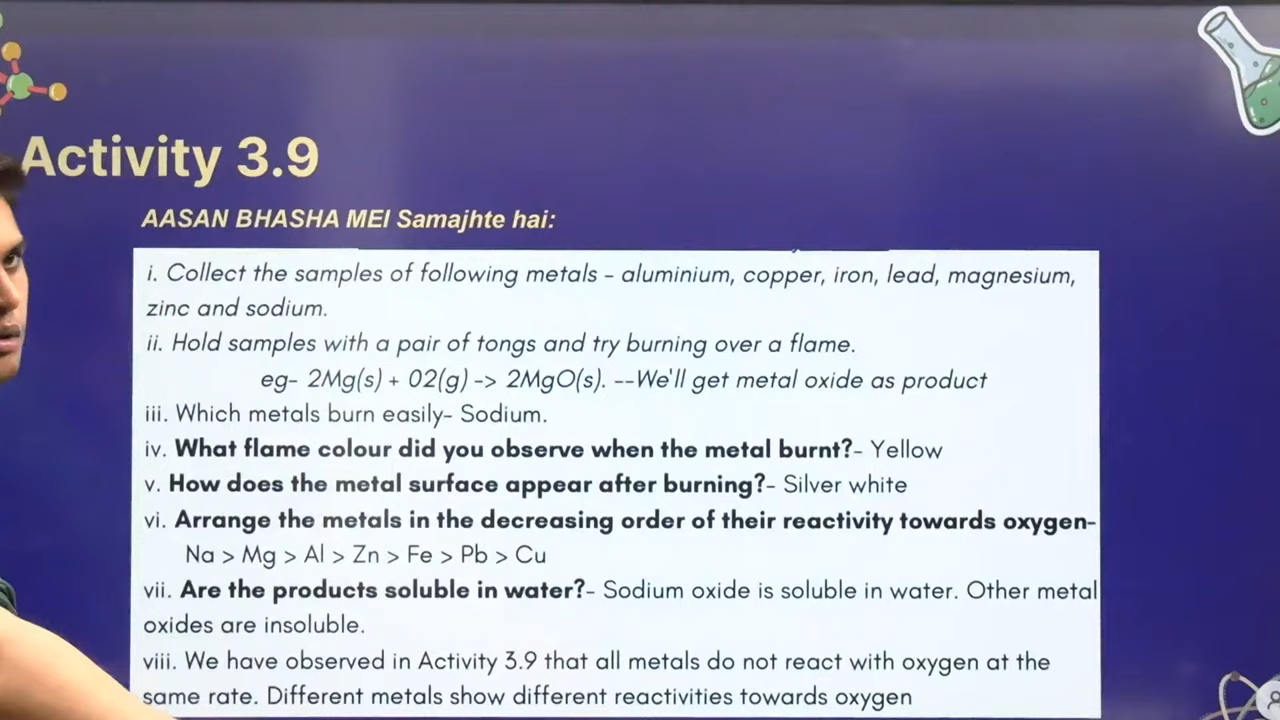 Activity 3.9
AASAN BHASHA MEI Samajhte hai:
i. Collect the samples of following metals - aluminium, copper, iron, lead, magnesium,
zinc and sodium.
ii. Hold samples with a pair of tongs and try burning over a flame.
eg- 2Mg(s) + 02(g) -> 2MgO(s). --We'll get metal oxide as product
iii. Which metals burn easily- Sodium.
iv. What flame colour did you observe when the metal burnt?- Yellow
v. How does the metal surface appear after burning?- Silver white
vi. Arrange the metals in the decreasing order of their reactivity towards oxygen-
Na > Mg > Al > Zn > Fe > Pb > Cu
vii. Are the products soluble in water?- Sodium oxide is soluble in water. Other metal
oxides are insoluble.
viii. We have observed in Activity 3.9 that all metals do not react with oxygen at the
same rate. Different metals show different reactivities towards oxygen